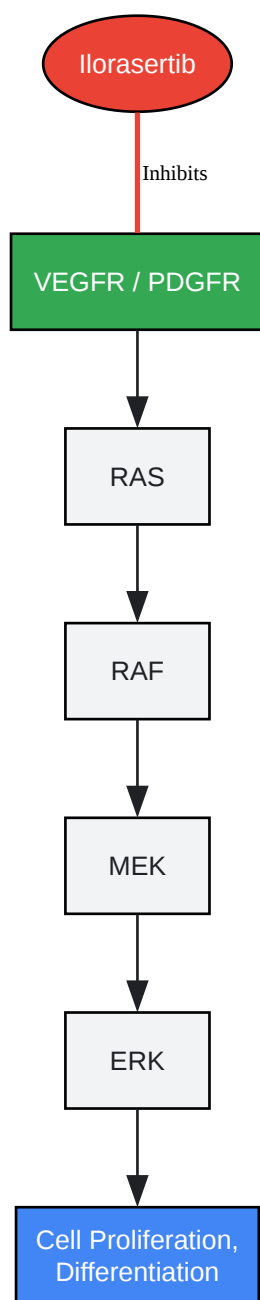 Ilorasertib
Inhibits
VEGFR / PDGFR
RAS
RAF
MEK
ERK
Cell Proliferation,
Differentiation